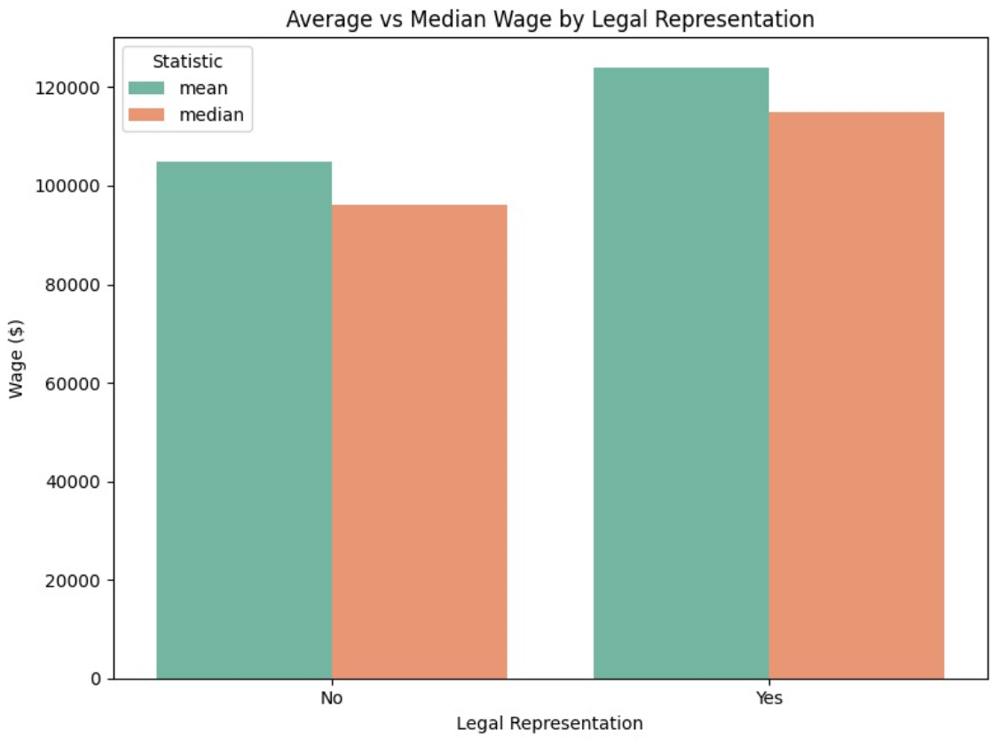 Average vs Median Wage by Legal Representation
Statistic
mean
median
120000
100000
80000
60000
40000
20000
0
Wage ($)
No
Yes
Legal Representation